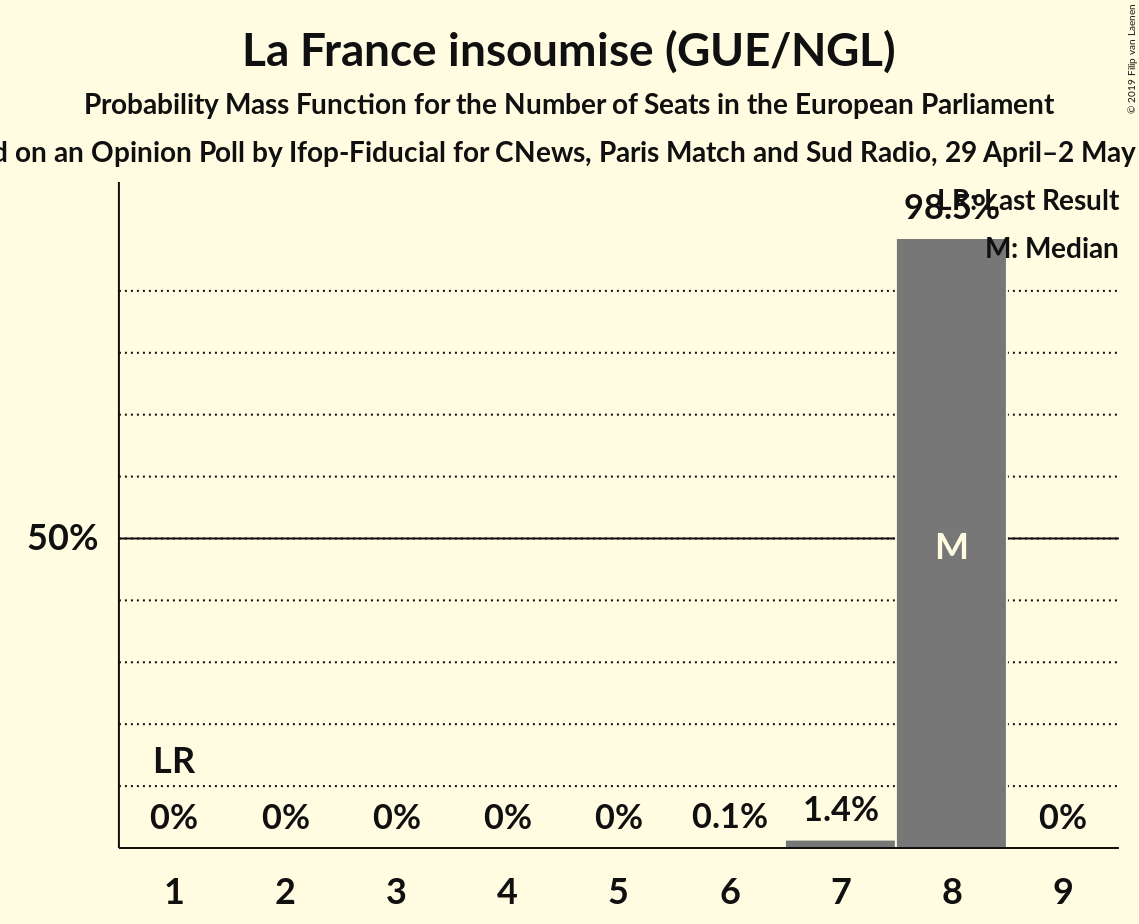 La France insoumise (GUE/NGL)
Probability Mass Function for the Number of Seats in the European Parliament
on an Opinion Poll by Ifop-Fiducial for CNews, Paris Match and Sud Radio, 29 April–2 May
© 2019 Filip van Laenen
LR: Last Result
M: Median
98.5%
50%
M
LR
0% 0% 0% 0% 0% 0.1% 1.4% 0%
1 2 3 4 5 6 7 8 9